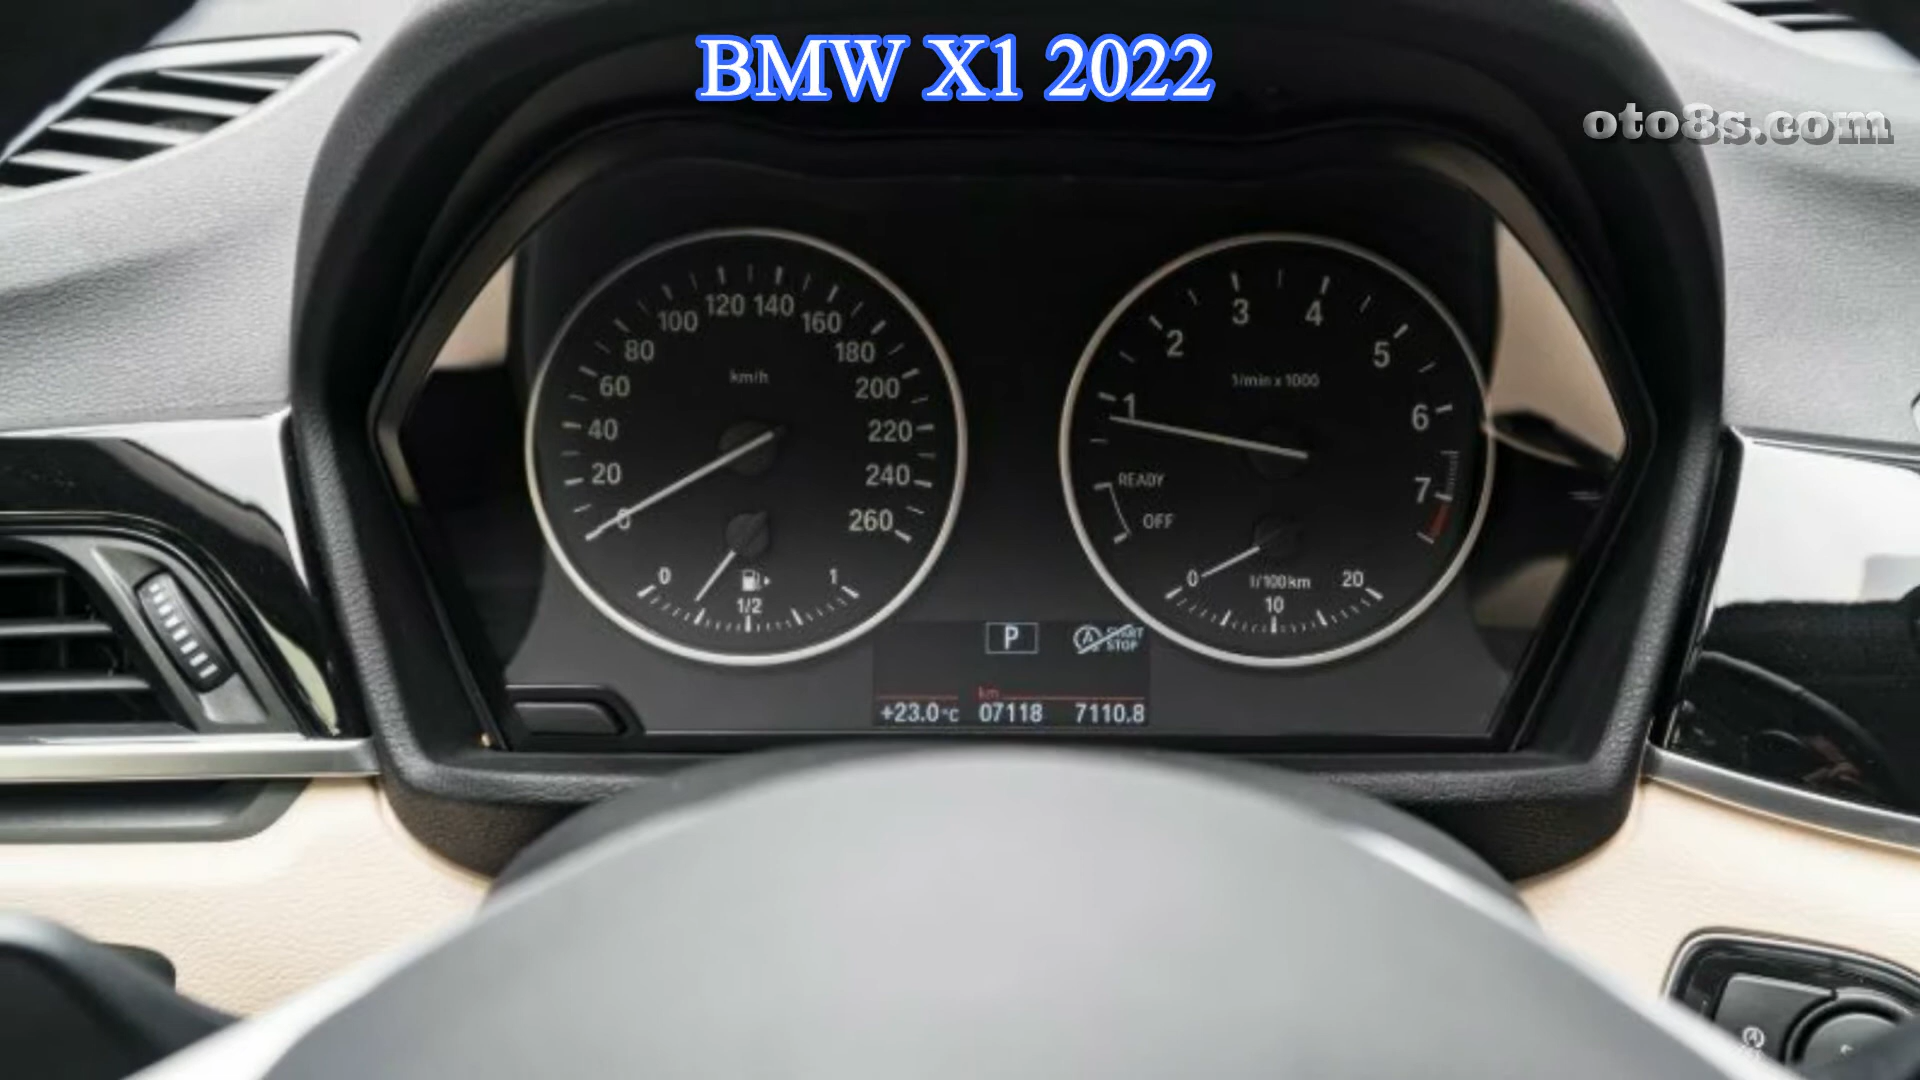 BMW X1 2022
oto8s.com
0
20
40
60
80
100
120
140
160
180
200
220
240
260
km/h
0
1/2
1
1
2
3
4
5
6
7
1/min x 1000
READY
OFF
0
10
20
l/100km
P
A START
STOP
km
+23.0°C 07118 7110.8